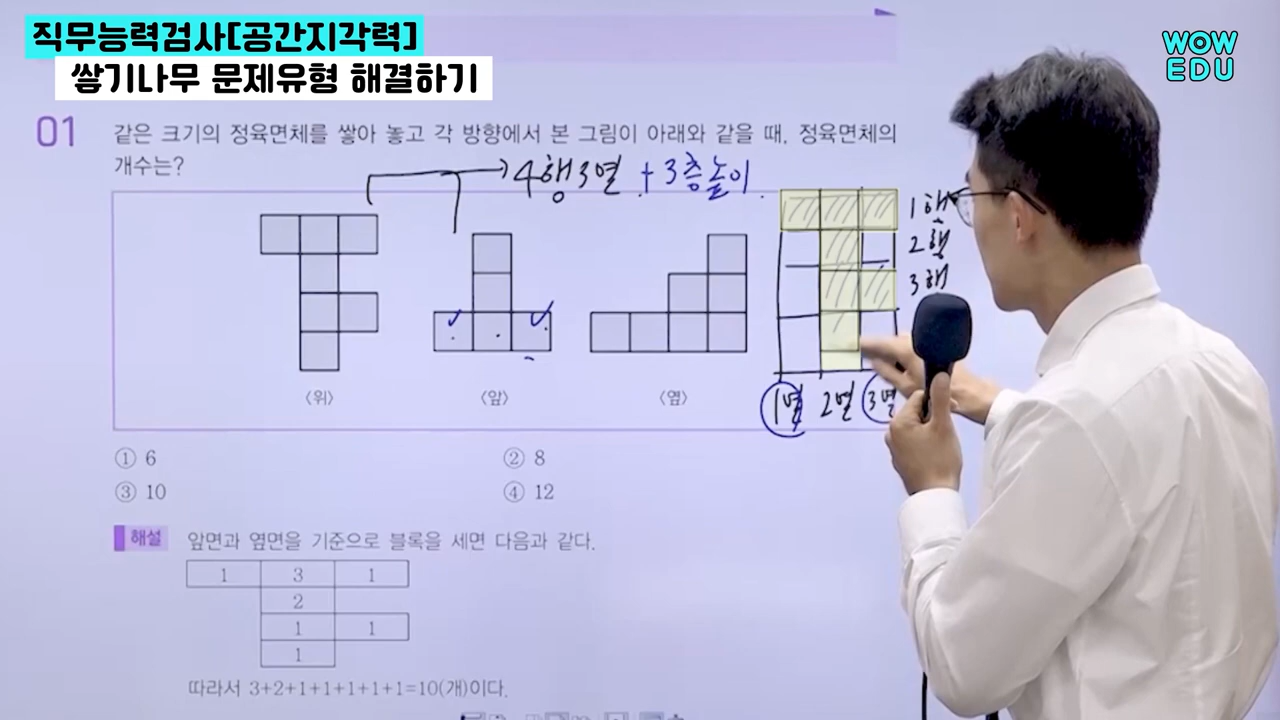 직무능력검사[공간지각력]
쌓기나무 문제유형 해결하기
WOW
EDU
01 같은 크기의 정육면체를 쌓아 놓고 각 방향에서 본 그림이 아래와 같을 때, 정육면체의
개수는?
4행3열 + 3층높이.
1행
2행
3행
〈위〉 〈앞〉 〈옆〉
1열 2열 3열
① 6 ② 8
③ 10 ④ 12
해설 앞면과 옆면을 기준으로 블록을 세면 다음과 같다.
1 3 1
2
1 1
1
따라서 3+2+1+1+1+1+1=10(개)이다.